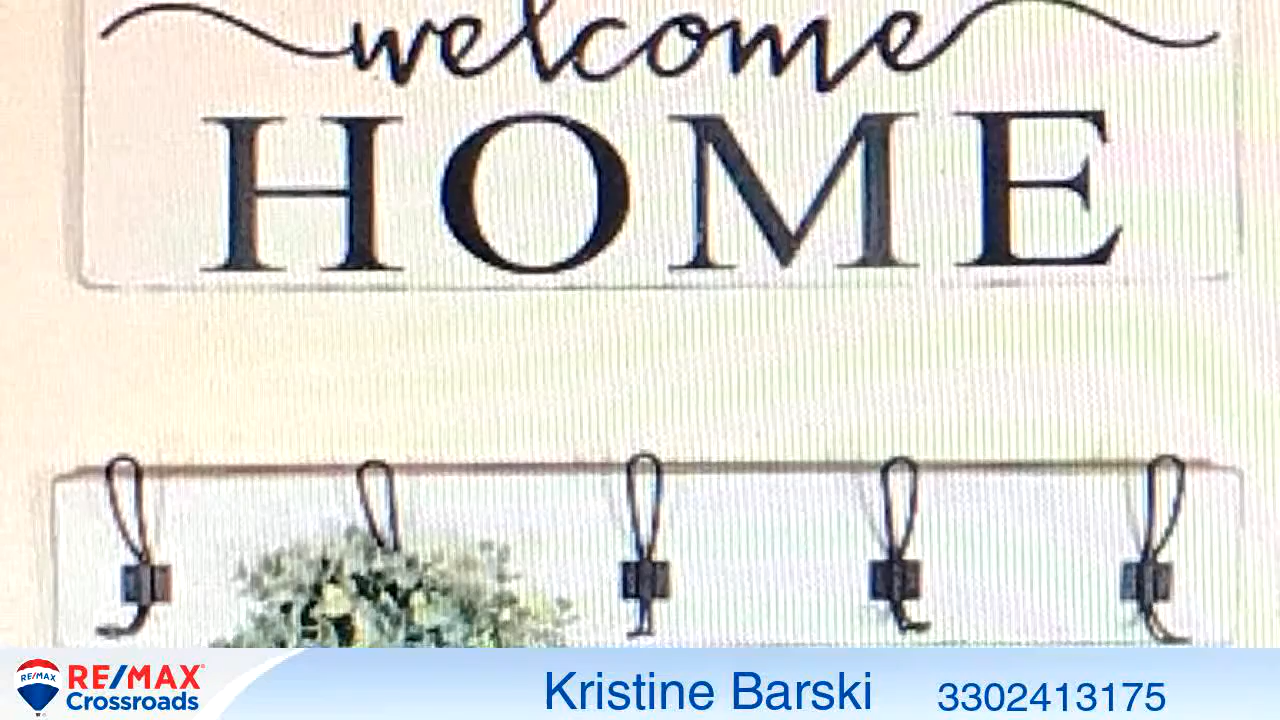 welcome
HOME
RE/MAX
RE/MAX
Crossroads
Kristine Barski 3302413175